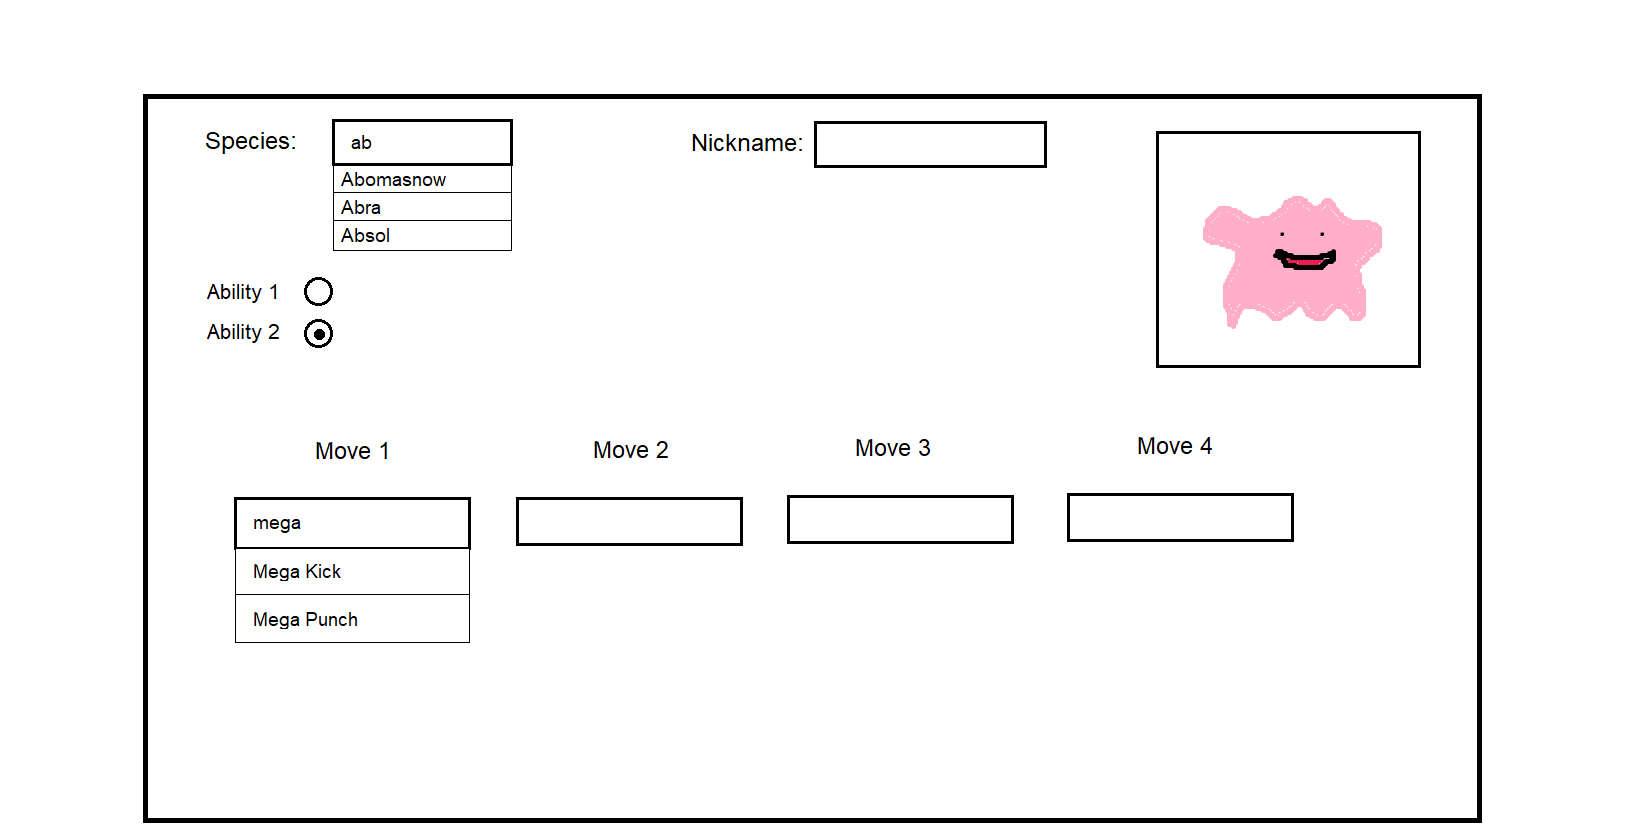 Species:
ab
Abomasnow
Abra
Absol
Nickname:
Ability 1
Ability 2
Move 1
Move 2
Move 3
Move 4
mega
Mega Kick
Mega Punch